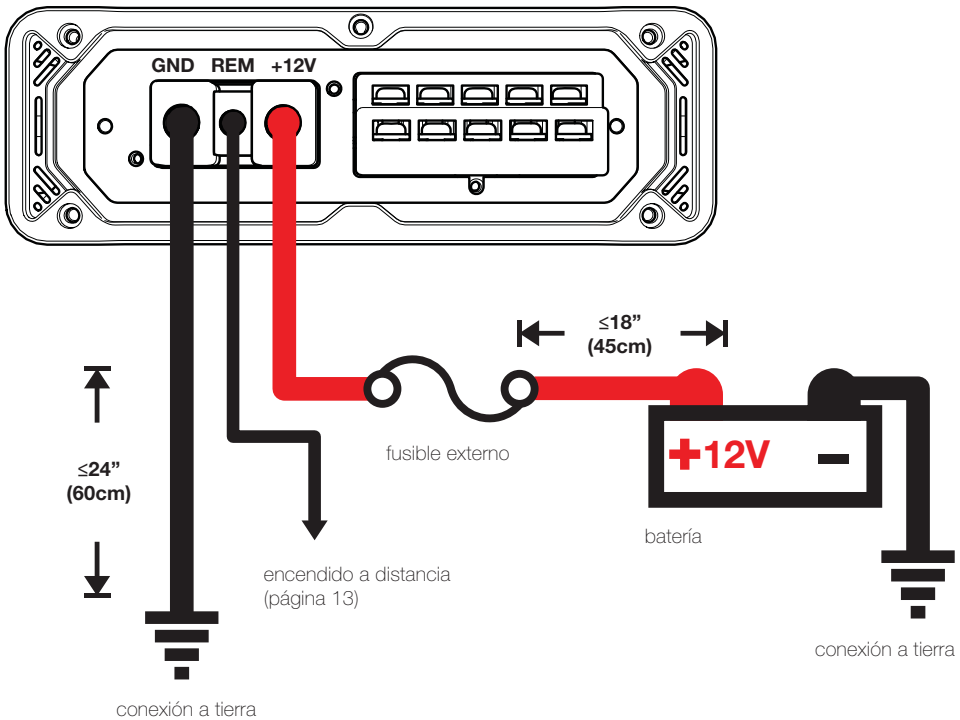 GND REM +12V
≤18”
(45cm)
fusible externo
≤24”
(60cm)
+12V -
batería
encendido a distancia
(página 13)
conexión a tierra
conexión a tierra